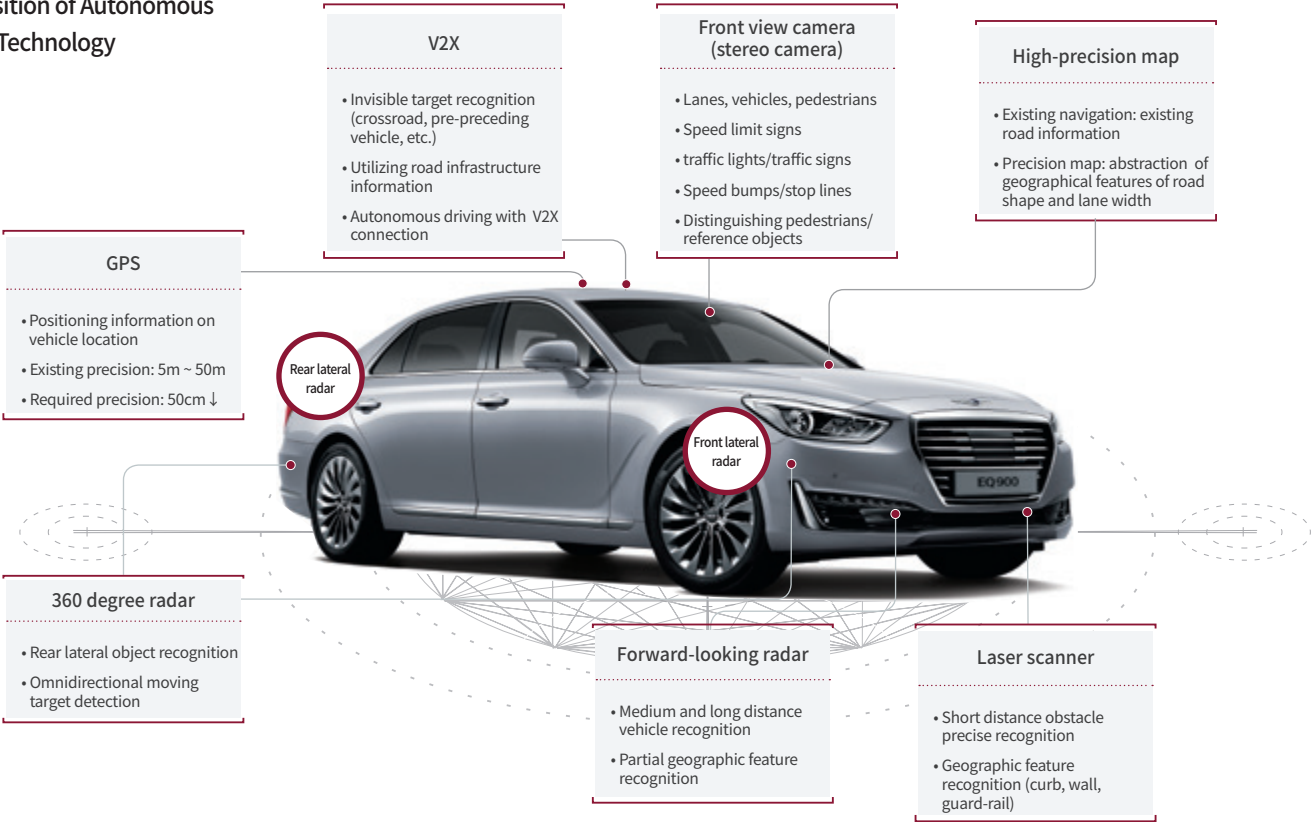 sition of Autonomous
Technology
V2X
• Invisible target recognition
(crossroad, pre-preceding
vehicle, etc.)
• Utilizing road infrastructure
information
• Autonomous driving with V2X
connection
Front view camera
(stereo camera)
• Lanes, vehicles, pedestrians
• Speed limit signs
• traffic lights/traffic signs
• Speed bumps/stop lines
• Distinguishing pedestrians/
reference objects
High-precision map
• Existing navigation: existing
road information
• Precision map: abstraction of
geographical features of road
shape and lane width
GPS
• Positioning information on
vehicle location
• Existing precision: 5m ~ 50m
• Required precision: 50cm ↓
Rear lateral
radar
Front lateral
radar
EQ900
360 degree radar
• Rear lateral object recognition
• Omnidirectional moving
target detection
Forward-looking radar
• Medium and long distance
vehicle recognition
• Partial geographic feature
recognition
Laser scanner
• Short distance obstacle
precise recognition
• Geographic feature
recognition (curb, wall,
guard-rail)